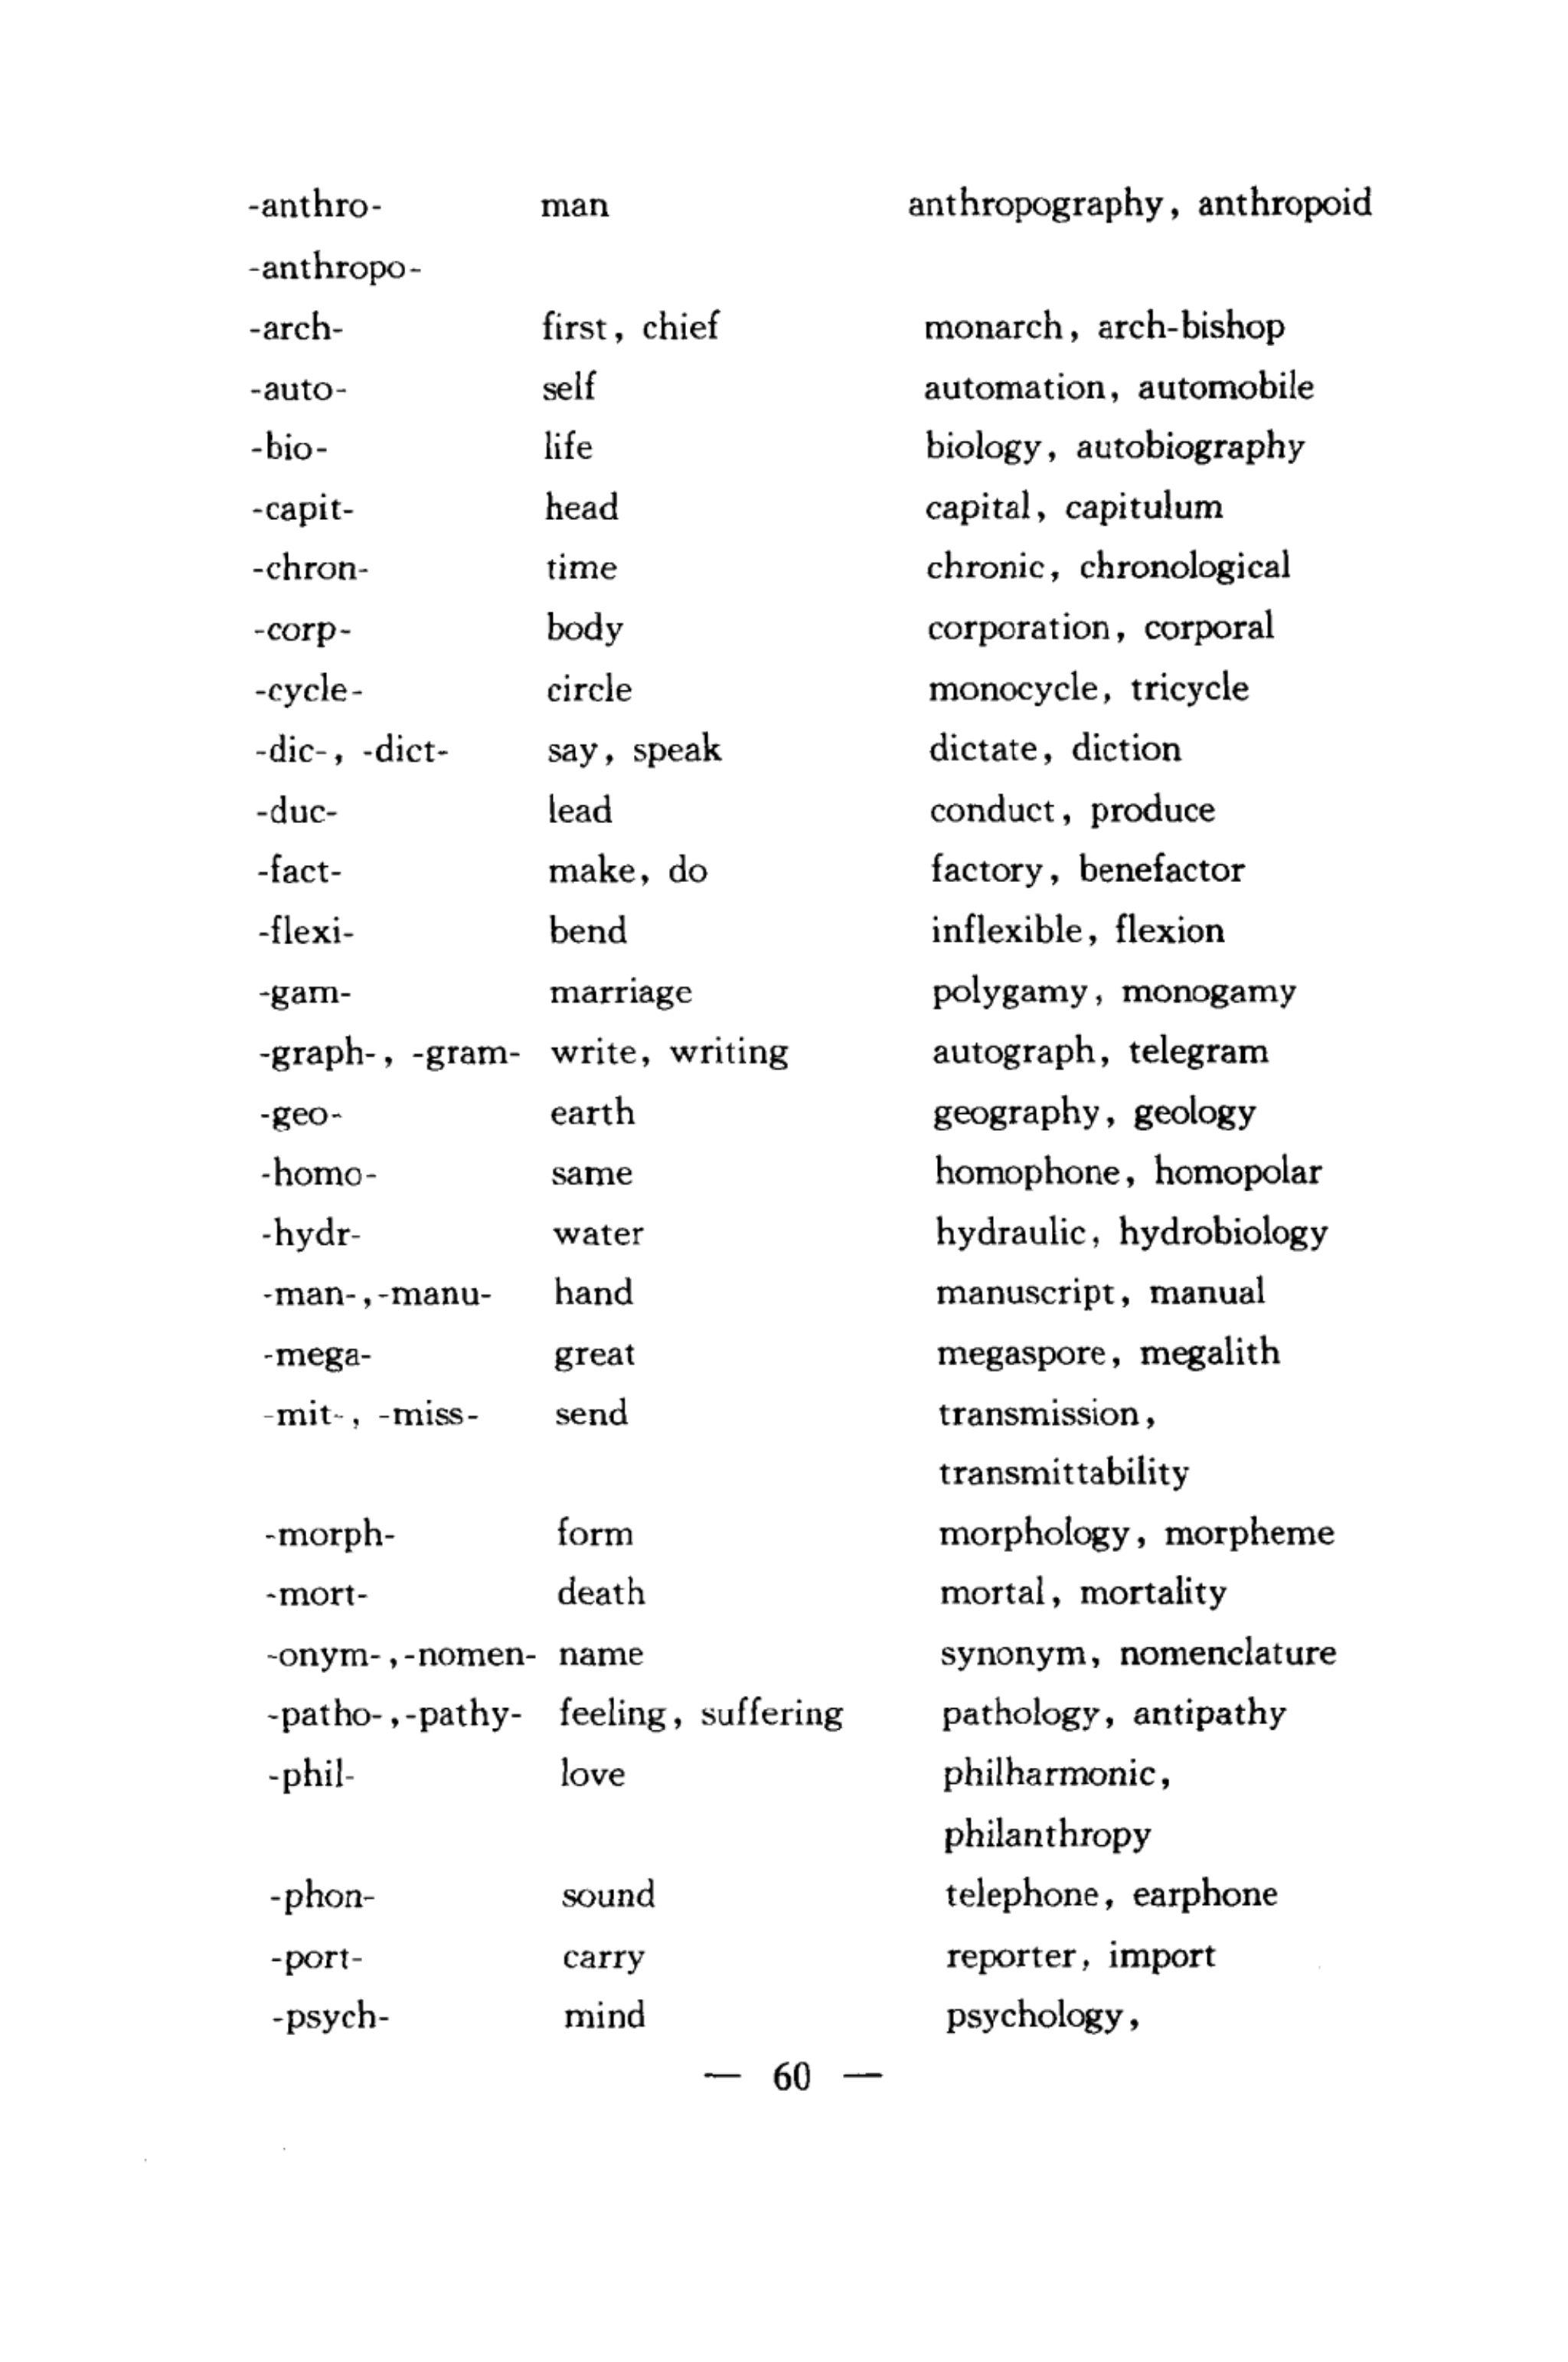 -anthro- man anthropography, anthropoid
-anthropo-
-arch- first, chief monarch, arch-bishop
-auto- self automation, automobile
-bio- life biology, autobiography
-capit- head capital, capitulum
-chron- time chronic, chronological
-corp- body corporation, corporal
-cycle- circle monocycle, tricycle
-dic-, -dict- say, speak dictate, diction
-duc- lead conduct, produce
-fact- make, do factory, benefactor
-flexi- bend inflexible, flexion
-gam- marriage polygamy, monogamy
-graph-, -gram- write, writing autograph, telegram
-geo- earth geography, geology
-homo- same homophone, homopolar
-hydr- water hydraulic, hydrobiology
-man-,-manu- hand manuscript, manual
-mega- great megaspore, megalith
-mit-, -miss- send transmission,
transmittability
-morph- form morphology, morpheme
-mort- death mortal, mortality
-onym-,-nomen- name synonym, nomenclature
-patho-,-pathy- feeling, suffering pathology, antipathy
-phil- love philharmonic,
philanthropy
-phon- sound telephone, earphone
-port- carry reporter, import
-psych- mind psychology,
— 60 —